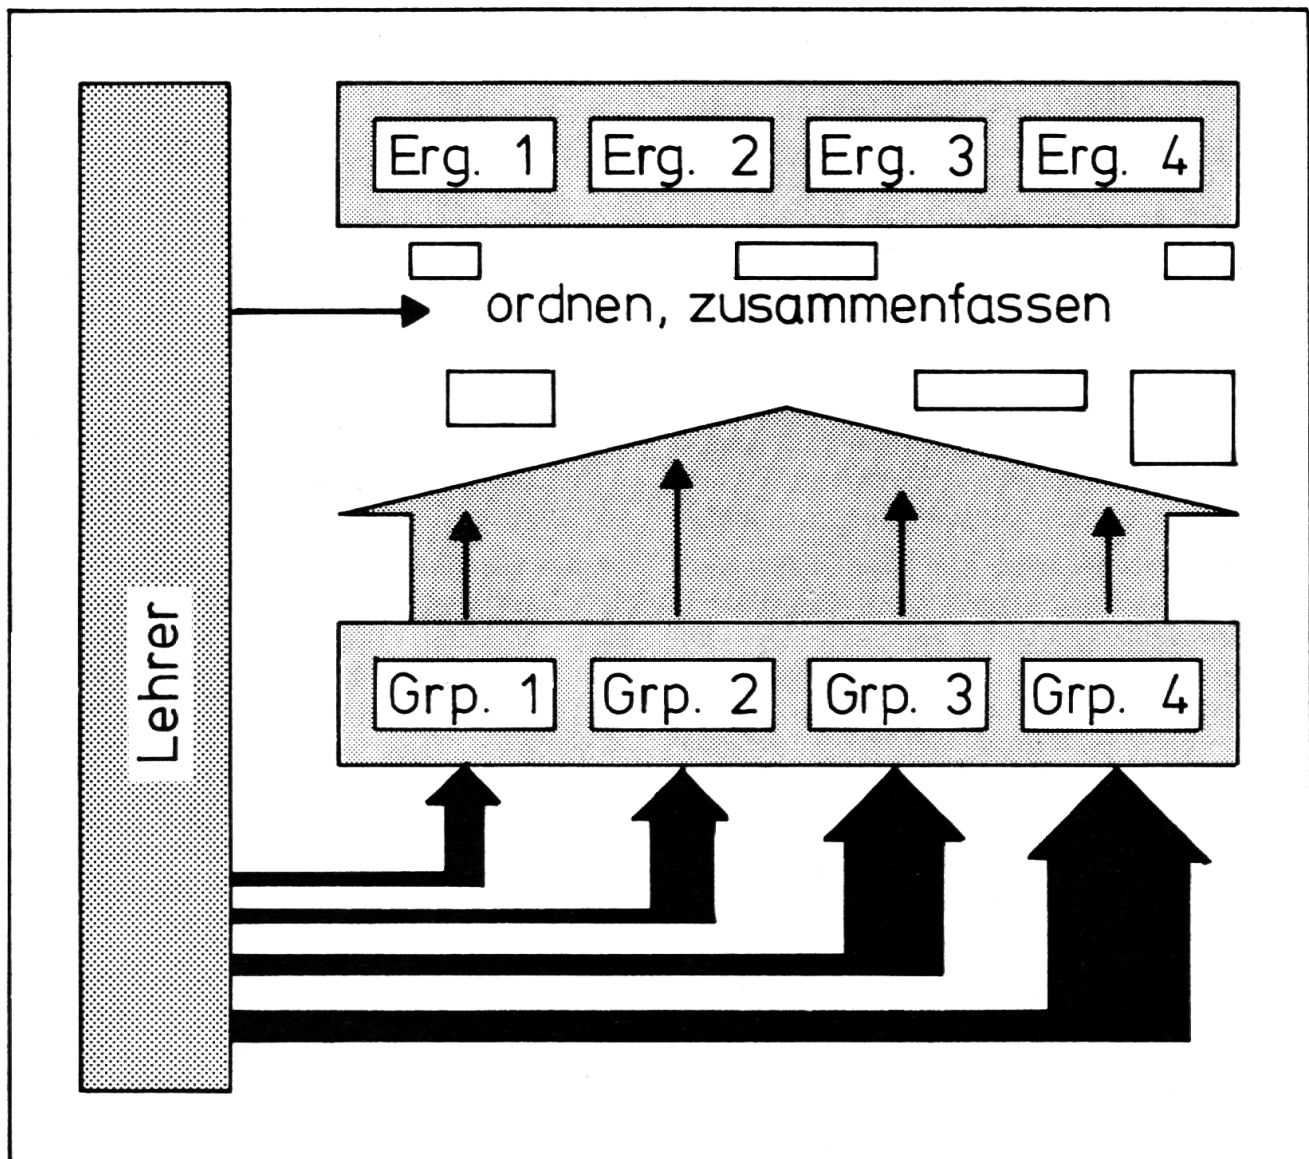 Erg. 1 Erg. 2 Erg. 3 Erg. 4
ordnen, zusammenfassen
Lehrer
Grp. 1 Grp. 2 Grp. 3 Grp. 4